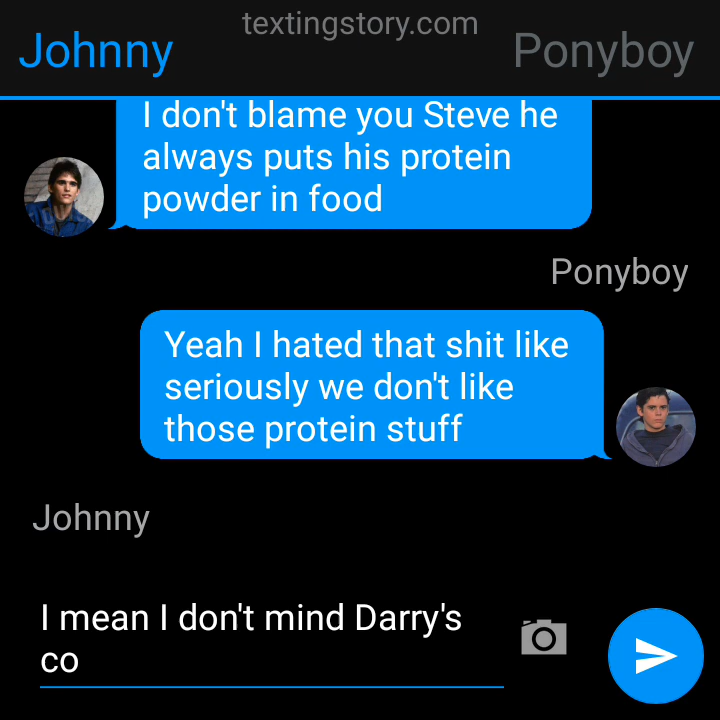 textingstory.com
Johnny
Ponyboy
I don't blame you Steve he
always puts his protein
powder in food
Ponyboy
Yeah I hated that shit like
seriously we don't like
those protein stuff
Johnny
I mean I don't mind Darry's
co